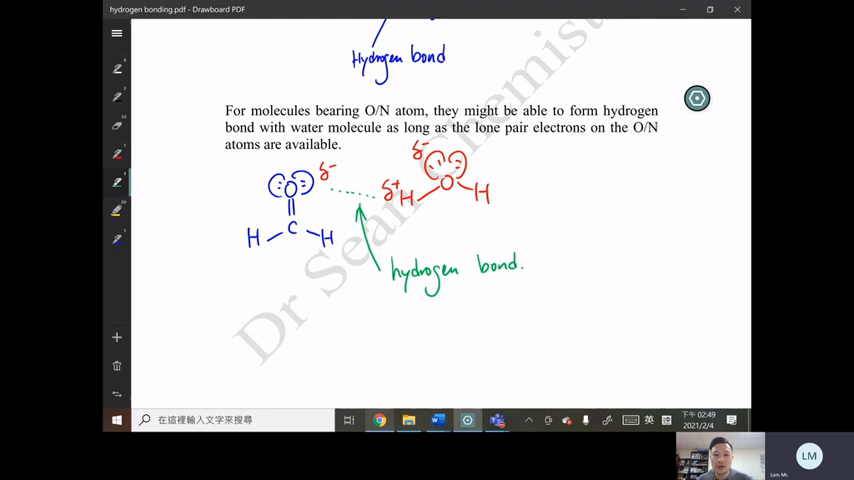 hydrogen bonding.pdf - Drawboard PDF
Hydrogen bond
For molecules bearing O/N atom, they might be able to form hydrogen
bond with water molecule as long as the lone pair electrons on the O/N
atoms are available.
δ-
δ-
O
δ+
H O H
C
H H
hydrogen bond.
Dr Sean Chemist
在這裡輸入文字來搜尋
英
下午 02:49
2021/2/4
LM
Lam Mr.